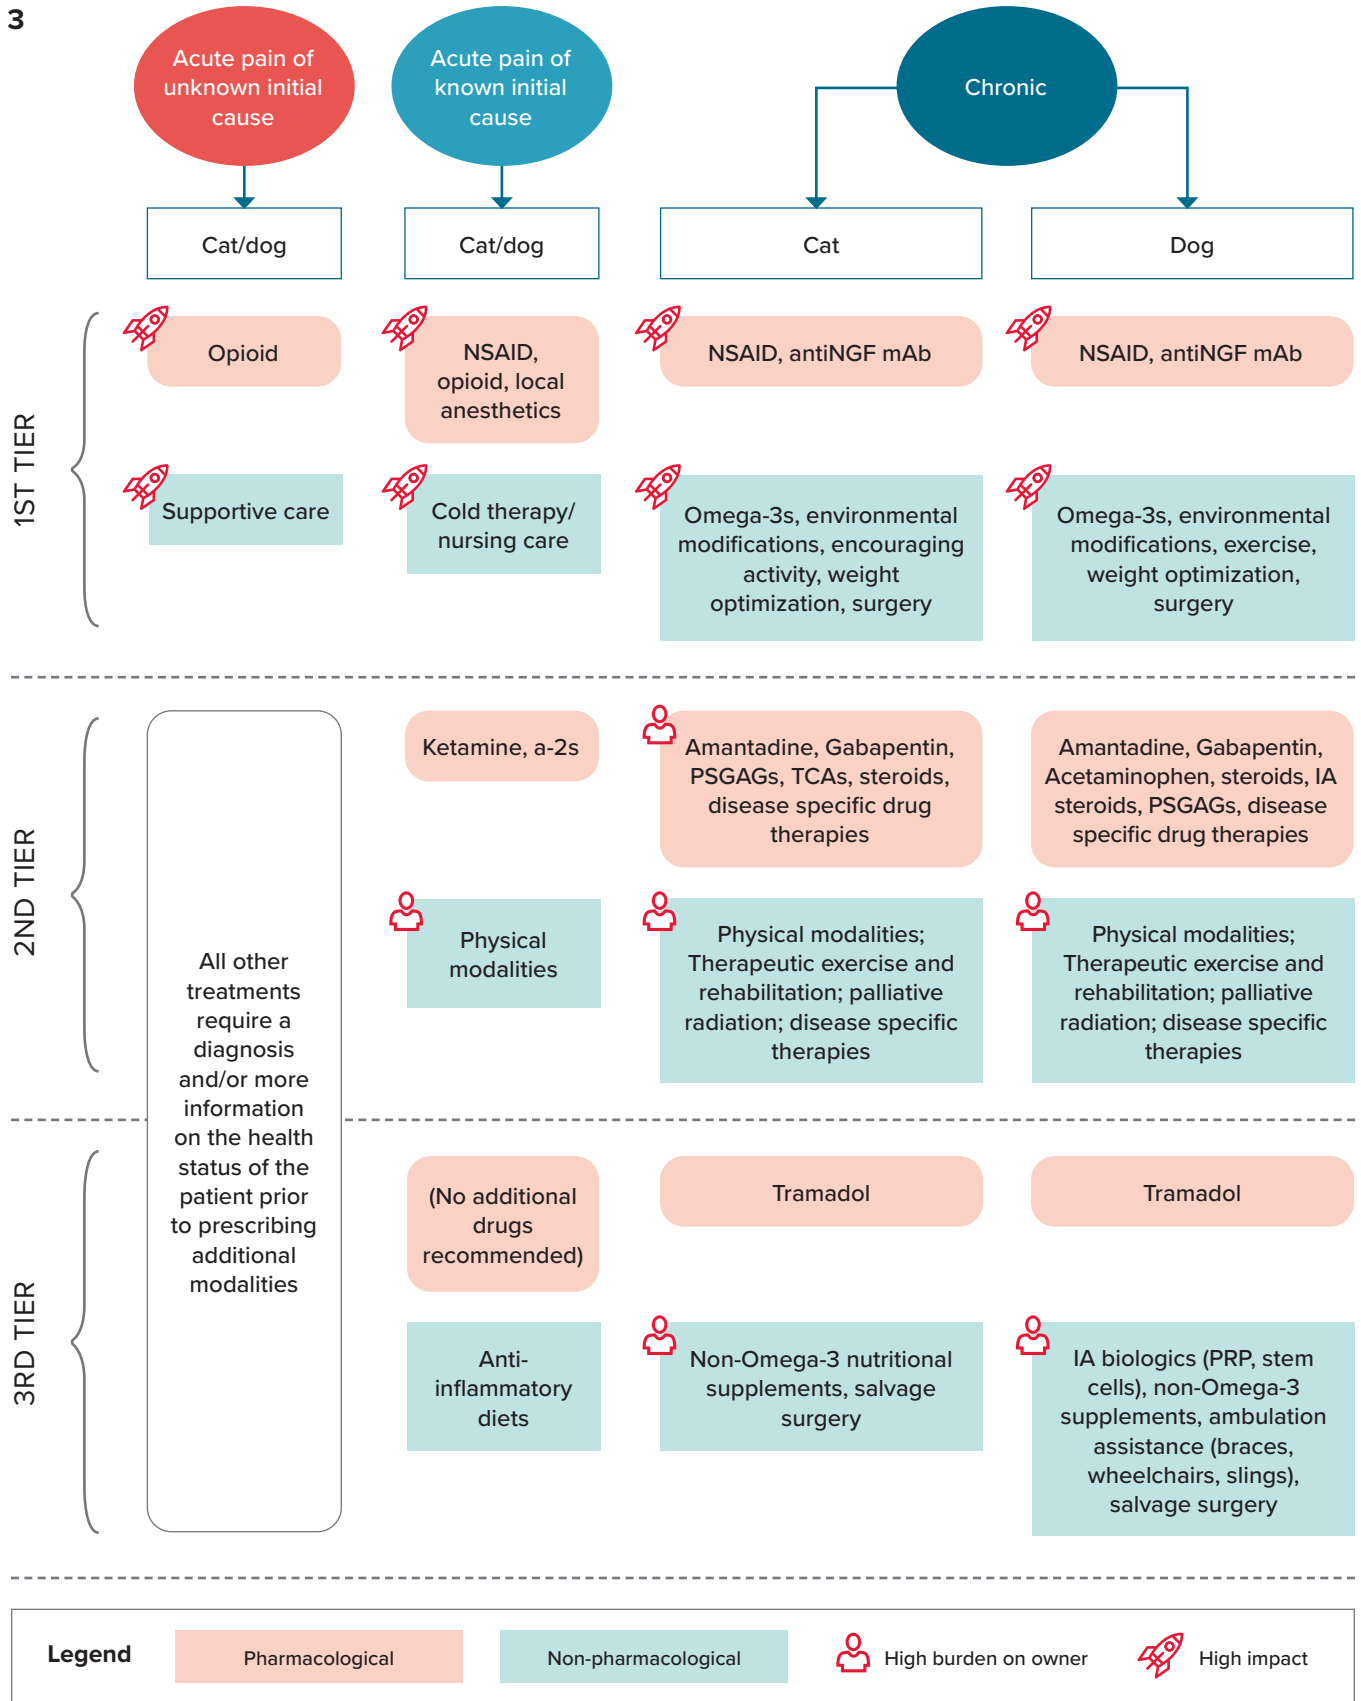 3
Acute pain of
unknown initial
cause
Acute pain of
known initial
cause
Chronic
Cat/dog
Cat/dog
Cat
Dog
1ST TIER
Opioid
NSAID,
opioid, local
anesthetics
NSAID, antiNGF mAb
NSAID, antiNGF mAb
Supportive care
Cold therapy/
nursing care
Omega-3s, environmental
modifications, encouraging
activity, weight
optimization, surgery
Omega-3s, environmental
modifications, exercise,
weight optimization,
surgery
2ND TIER
All other
treatments
require a
diagnosis
and/or more
information
on the health
status of the
patient prior
to prescribing
additional
modalities
Ketamine, a-2s
Amantadine, Gabapentin,
PSGAGs, TCAs, steroids,
disease specific drug
therapies
Amantadine, Gabapentin,
Acetaminophen, steroids, IA
steroids, PSGAGs, disease
specific drug therapies
Physical
modalities
Physical modalities;
Therapeutic exercise and
rehabilitation; palliative
radiation; disease specific
therapies
Physical modalities;
Therapeutic exercise and
rehabilitation; palliative
radiation; disease specific
therapies
3RD TIER
(No additional
drugs
recommended)
Tramadol
Tramadol
Anti-
inflammatory
diets
Non-Omega-3 nutritional
supplements, salvage
surgery
IA biologics (PRP, stem
cells), non-Omega-3
supplements, ambulation
assistance (braces,
wheelchairs, slings),
salvage surgery
Legend
Pharmacological
Non-pharmacological
High burden on owner
High impact